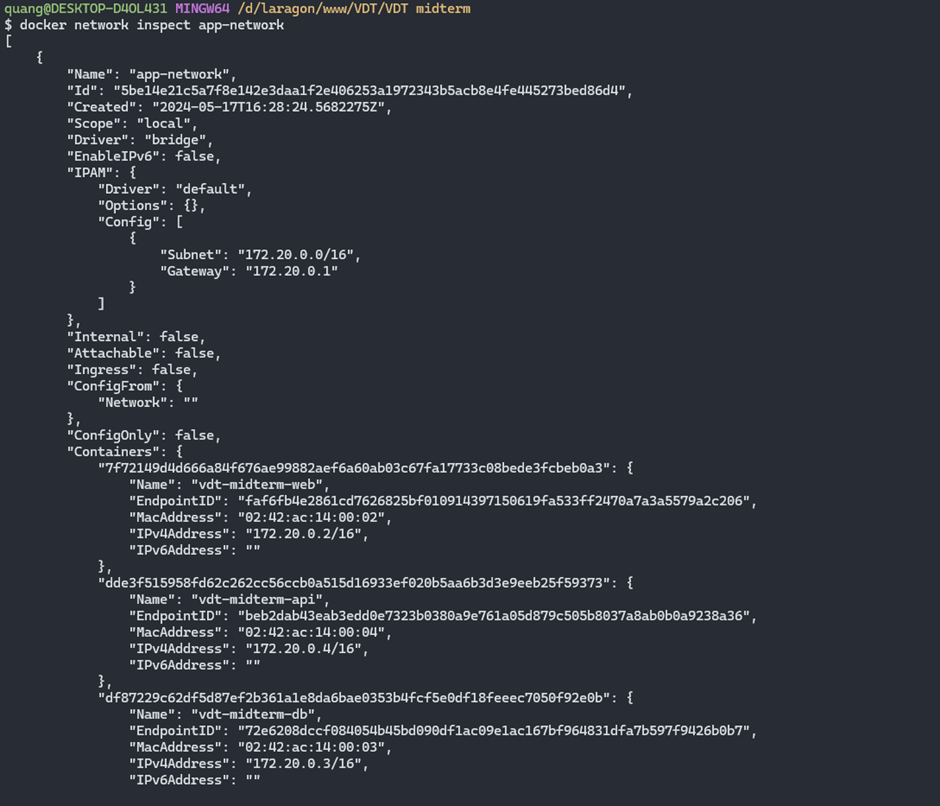 quang@DESKTOP-D4OL431 MINGW64 /d/laragon/www/VDT/VDT midterm
$ docker network inspect app-network
[
    {
        "Name": "app-network",
        "Id": "5be14e21c5a7f8e142e3daa1f2e406253a1972343b5acb8e4fe445273bed86d4",
        "Created": "2024-05-17T16:28:24.5682275Z",
        "Scope": "local",
        "Driver": "bridge",
        "EnableIPv6": false,
        "IPAM": {
            "Driver": "default",
            "Options": {},
            "Config": [
                {
                    "Subnet": "172.20.0.0/16",
                    "Gateway": "172.20.0.1"
                }
            ]
        },
        "Internal": false,
        "Attachable": false,
        "Ingress": false,
        "ConfigFrom": {
            "Network": ""
        },
        "ConfigOnly": false,
        "Containers": {
            "7f72149d4d666a84f676ae99882aef6a60ab03c67fa17733c08bede3fcbeb0a3": {
                "Name": "vdt-midterm-web",
                "EndpointID": "faf6fb4e2861cd7626825bf010914397150619fa533ff2470a7a3a5579a2c206",
                "MacAddress": "02:42:ac:14:00:02",
                "IPv4Address": "172.20.0.2/16",
                "IPv6Address": ""
            },
            "dde3f515958fd62c262cc56ccb0a515d16933ef020b5aa6b3d3e9eeb25f59373": {
                "Name": "vdt-midterm-api",
                "EndpointID": "beb2dab43eab3edd0e7323b0380a9e761a05d879c505b8037a8ab0b0a9238a36",
                "MacAddress": "02:42:ac:14:00:04",
                "IPv4Address": "172.20.0.4/16",
                "IPv6Address": ""
            },
            "df87229c62df5d87ef2b361a1e8da6bae0353b4fcf5e0df18feeec7050f92e0b": {
                "Name": "vdt-midterm-db",
                "EndpointID": "72e6208dccf084054b45bd090df1ac09e1ac167bf964831dfa7b597f9426b0b7",
                "MacAddress": "02:42:ac:14:00:03",
                "IPv4Address": "172.20.0.3/16",
                "IPv6Address": ""